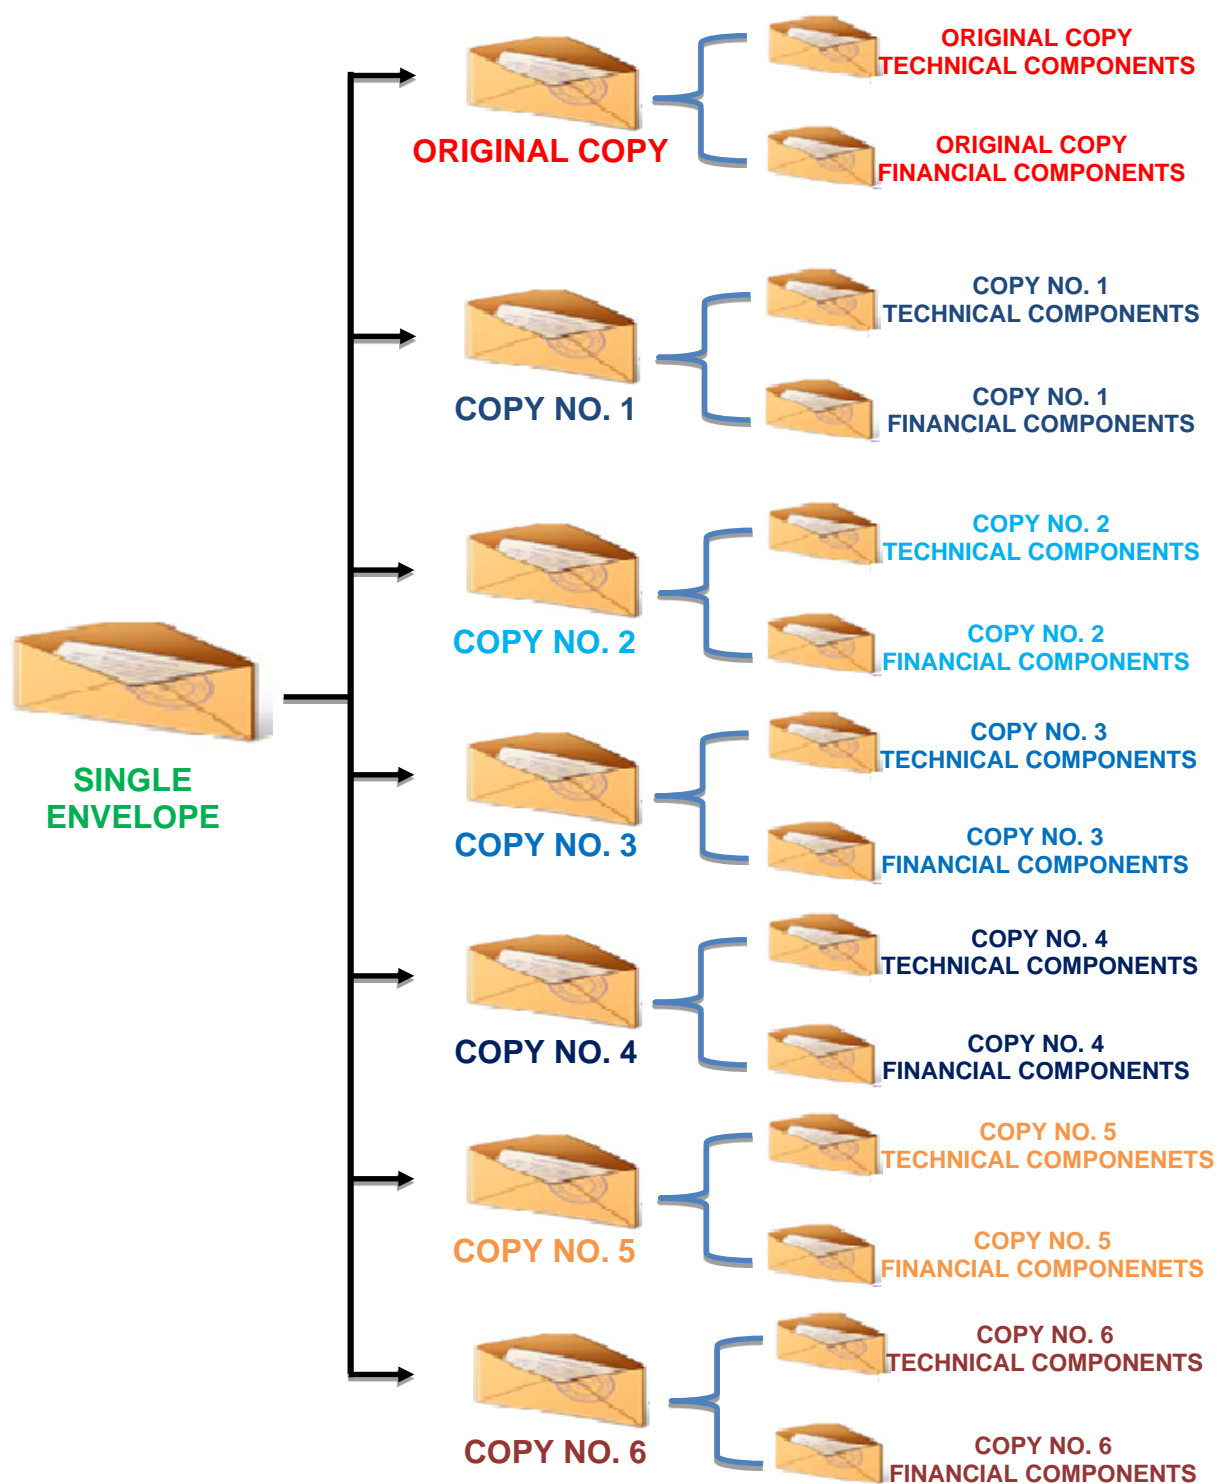 ORIGINAL COPY
TECHNICAL COMPONENTS
ORIGINAL COPY
ORIGINAL COPY
FINANCIAL COMPONENTS
COPY NO. 1
TECHNICAL COMPONENTS
COPY NO. 1
COPY NO. 1
FINANCIAL COMPONENTS
COPY NO. 2
TECHNICAL COMPONENTS
COPY NO. 2
COPY NO. 2
FINANCIAL COMPONENTS
SINGLE
ENVELOPE
COPY NO. 3
TECHNICAL COMPONENTS
COPY NO. 3
COPY NO. 3
FINANCIAL COMPONENTS
COPY NO. 4
TECHNICAL COMPONENTS
COPY NO. 4
COPY NO. 4
FINANCIAL COMPONENTS
COPY NO. 5
TECHNICAL COMPONENETS
COPY NO. 5
COPY NO. 5
FINANCIAL COMPONENETS
COPY NO. 6
TECHNICAL COMPONENTS
COPY NO. 6
COPY NO. 6
FINANCIAL COMPONENTS